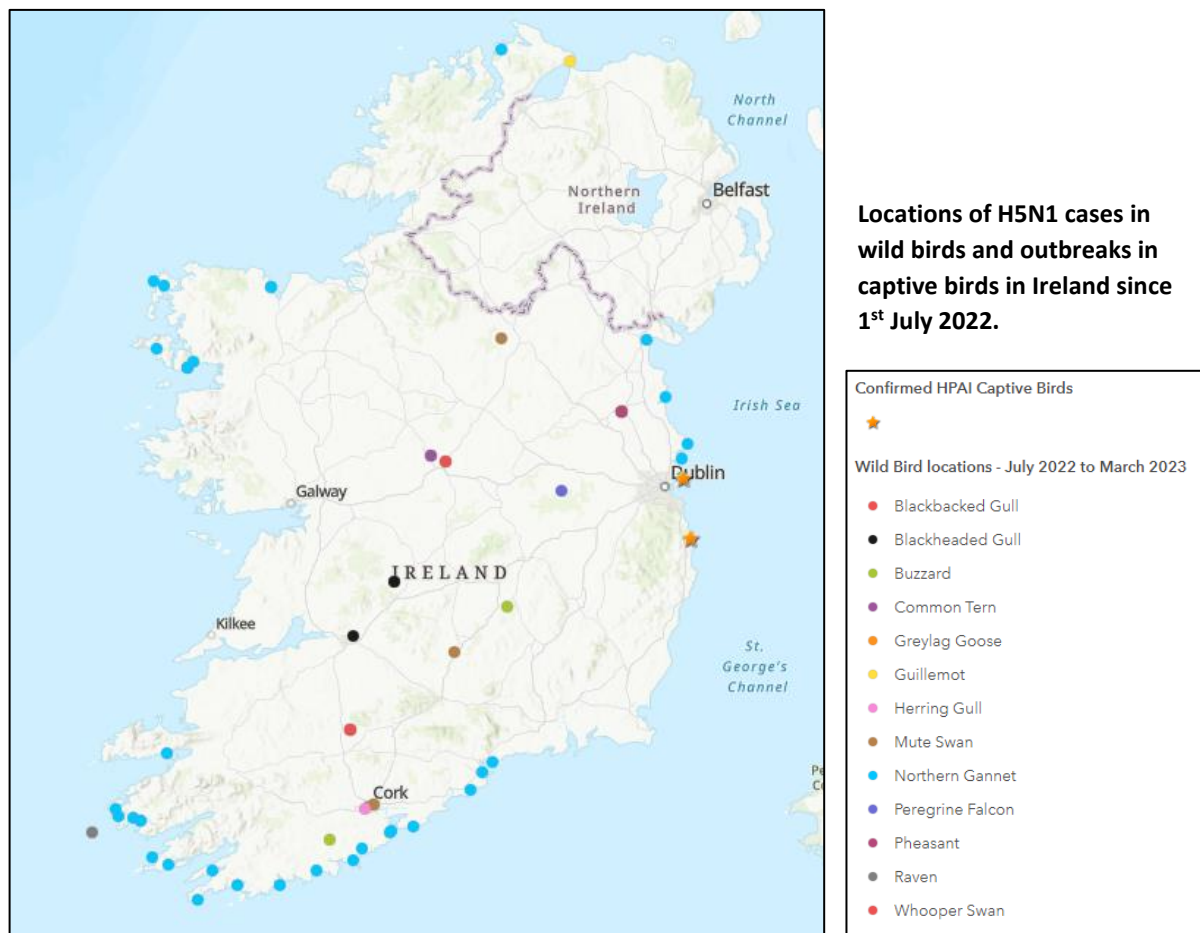 North
Channel
Northern
Ireland
Belfast
Irish Sea
Dublin
Galway
IRELAND
Kilkee
St.
George's
Channel
Cork
Locations of H5N1 cases in
wild birds and outbreaks in
captive birds in Ireland since
1st July 2022.
Confirmed HPAI Captive Birds
Wild Bird locations - July 2022 to March 2023
Blackbacked Gull
Blackheaded Gull
Buzzard
Common Tern
Greylag Goose
Guillemot
Herring Gull
Mute Swan
Northern Gannet
Peregrine Falcon
Pheasant
Raven
Whooper Swan